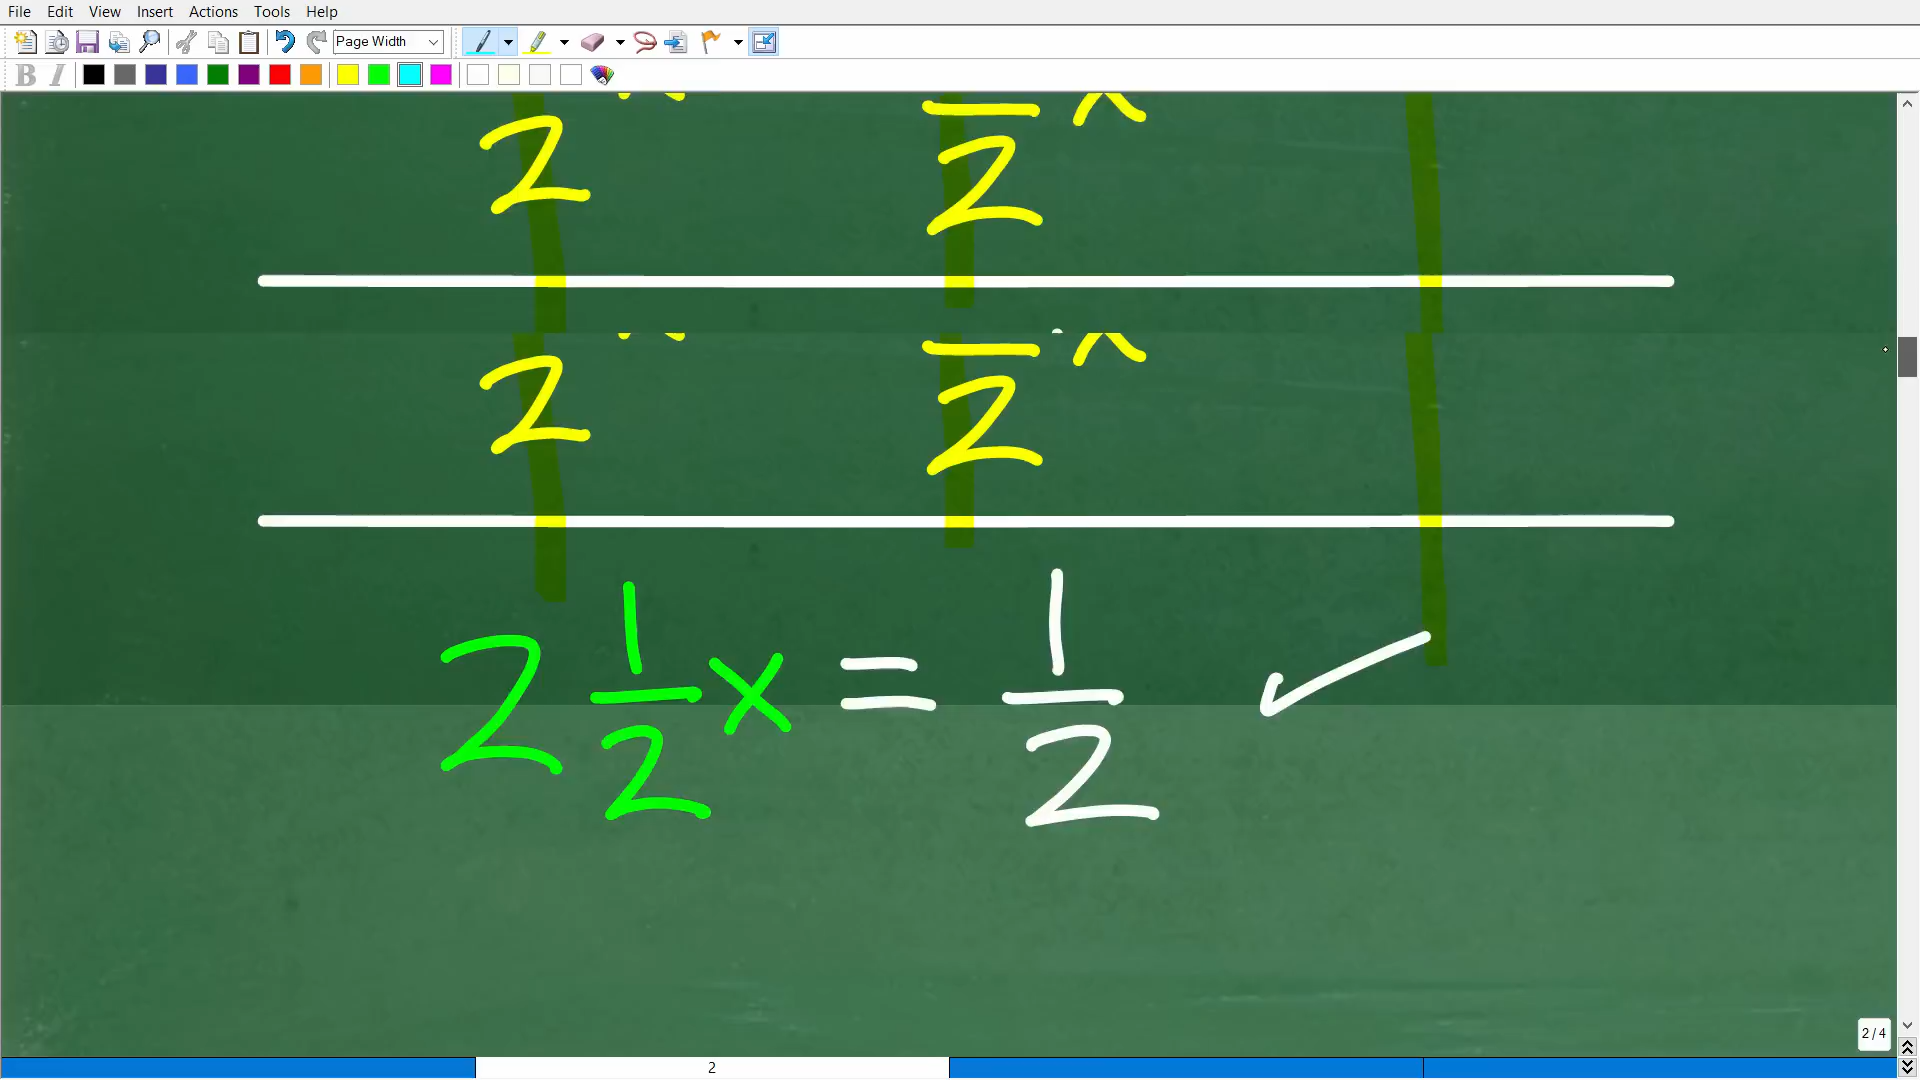 File Edit View Insert Actions Tools Help
Page Width
B I
2 2 x
2 2 x
2 1/2 x = 1/2
2 / 4
2